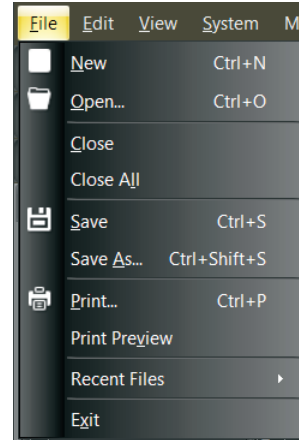 File Edit View System M
New Ctrl+N
Open... Ctrl+O
Close
Close All
Save Ctrl+S
Save As... Ctrl+Shift+S
Print... Ctrl+P
Print Preview
Recent Files
Exit